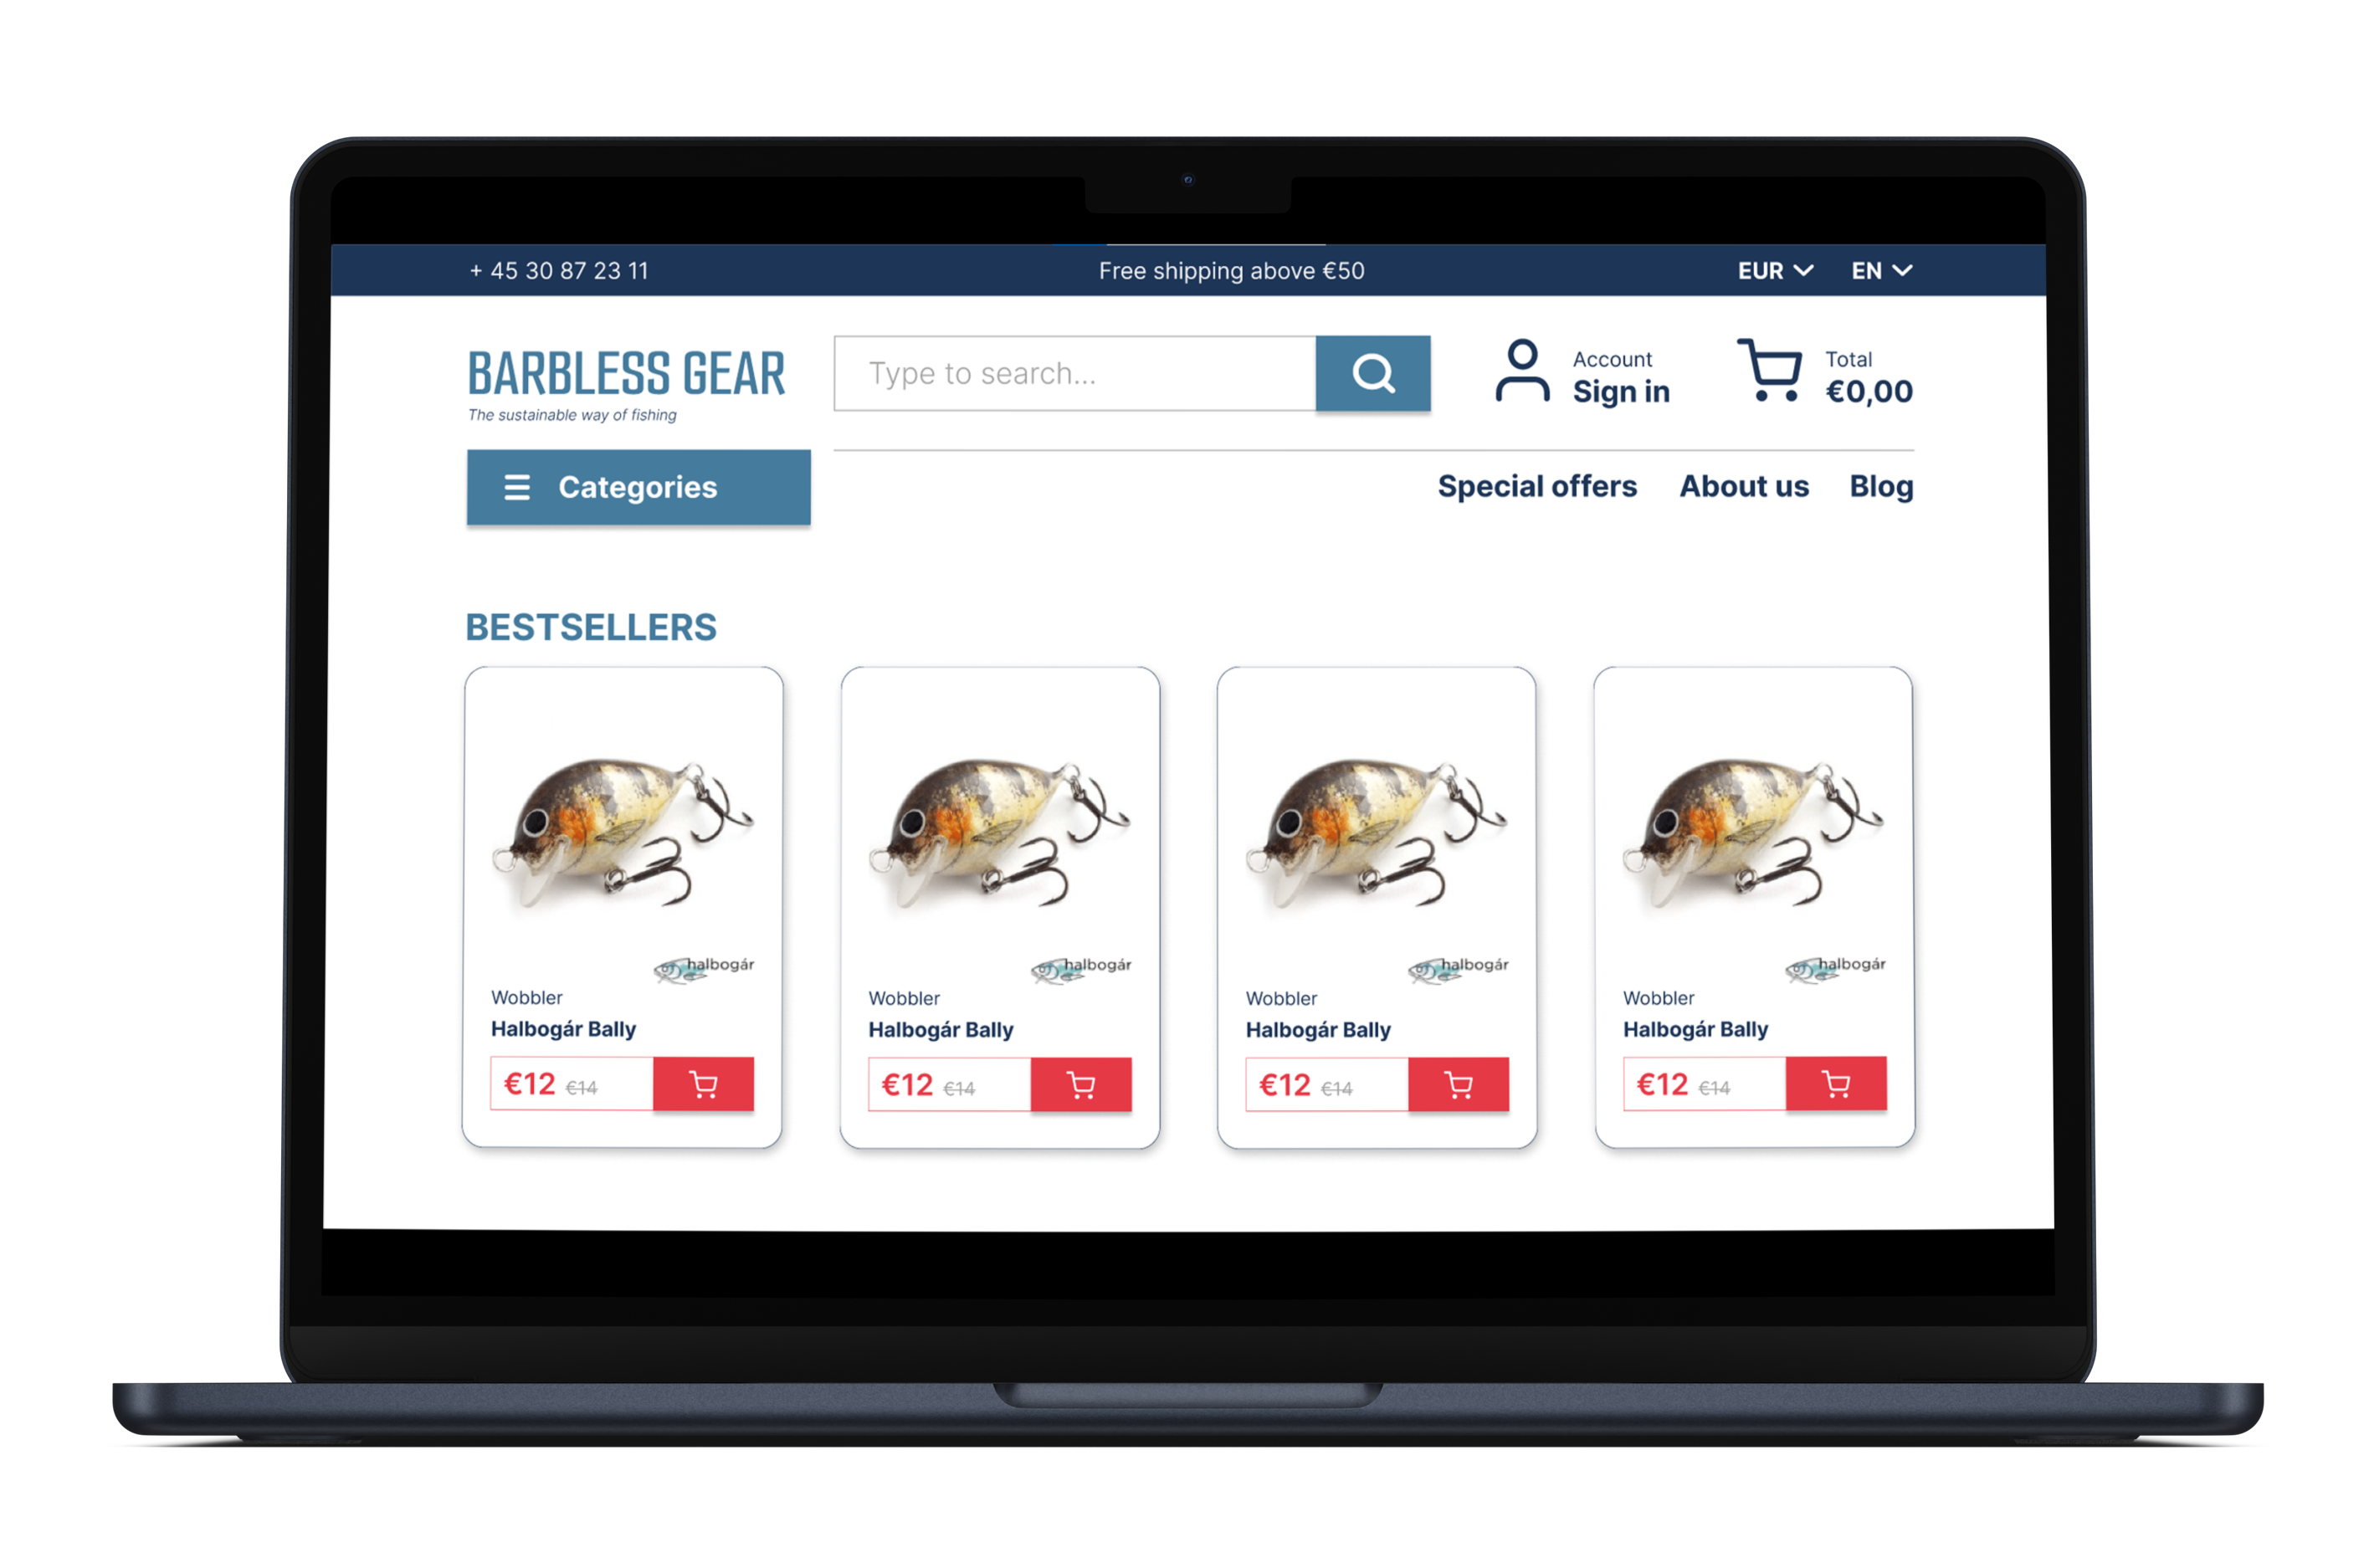 + 45 30 87 23 11
Free shipping above €50
EUR
EN
BARBLESS GEAR
The sustainable way of fishing
Type to search...
Account
Sign in
Total
€0,00
Categories
Special offers
About us
Blog
BESTSELLERS
halbogár
Wobbler
Halbogár Bally
€12 €14
halbogár
Wobbler
Halbogár Bally
€12 €14
halbogár
Wobbler
Halbogár Bally
€12 €14
halbogár
Wobbler
Halbogár Bally
€12 €14